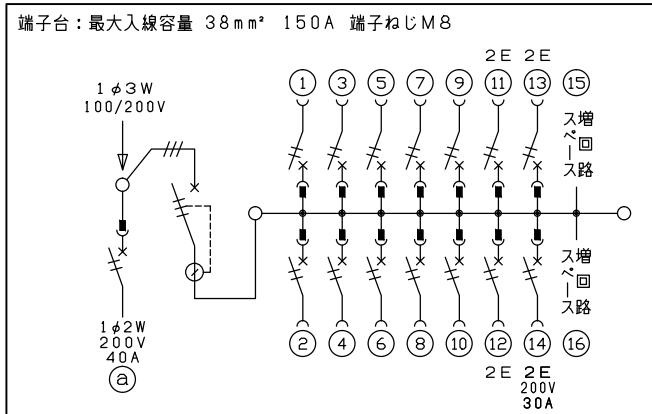 端子台：最大入線容量 38mm² 150A 端子ねじM8
2E 2E
1 3 5 7 9 11 13 15
1φ3W
100/200V
増回路
スペース
増回路
スペース
1φ2W
200V
40A
a
2 4 6 8 10 12 14 16
2E 2E
200V
30A